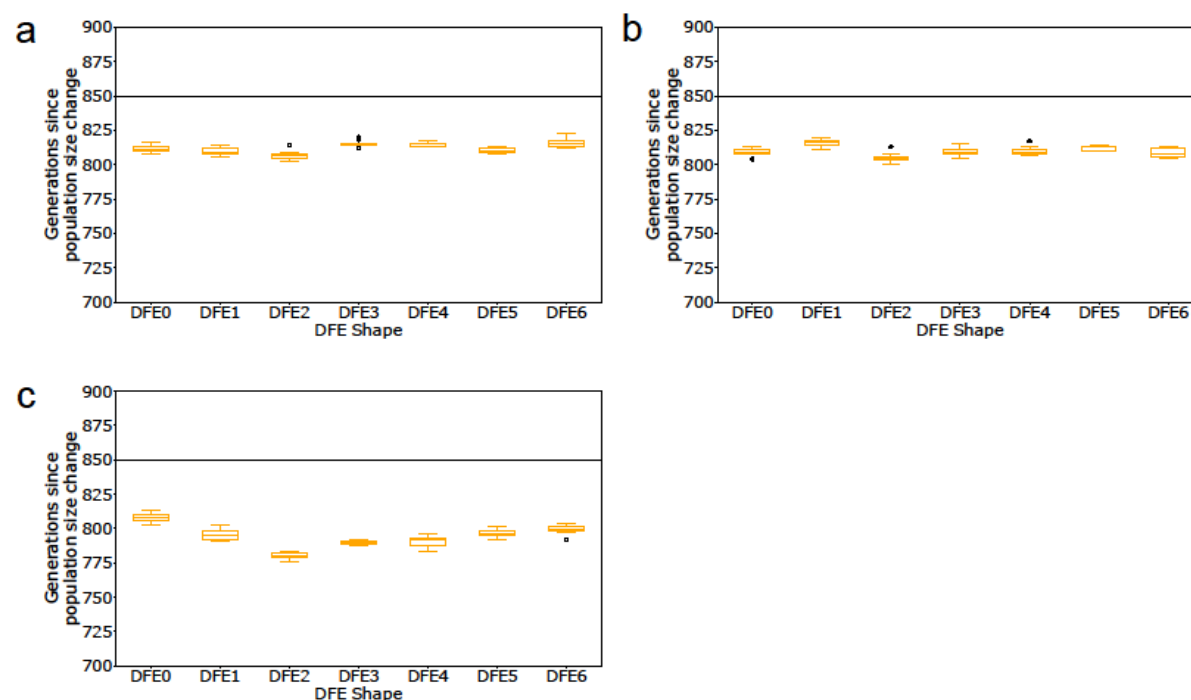 a
Generations since
population size change
900
875
850
825
800
775
750
725
700
DFE0 DFE1 DFE2 DFE3 DFE4 DFE5 DFE6
DFE Shape
b
Generations since
population size change
900
875
850
825
800
775
750
725
700
DFE0 DFE1 DFE2 DFE3 DFE4 DFE5 DFE6
DFE Shape
c
Generations since
population size change
900
875
850
825
800
775
750
725
700
DFE0 DFE1 DFE2 DFE3 DFE4 DFE5 DFE6
DFE Shape